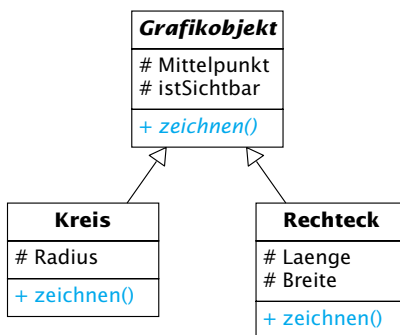 Grafikobjekt
# Mittelpunkt
# istSichtbar
+ zeichnen()
Kreis
# Radius
+ zeichnen()
Rechteck
# Laenge
# Breite
+ zeichnen()